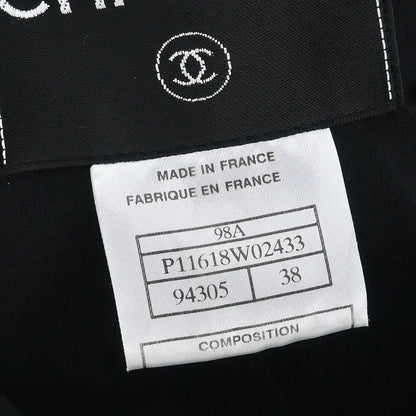 MADE IN FRANCE
FABRIQUE EN FRANCE
98A
P11618W02433
94305 38
COMPOSITION